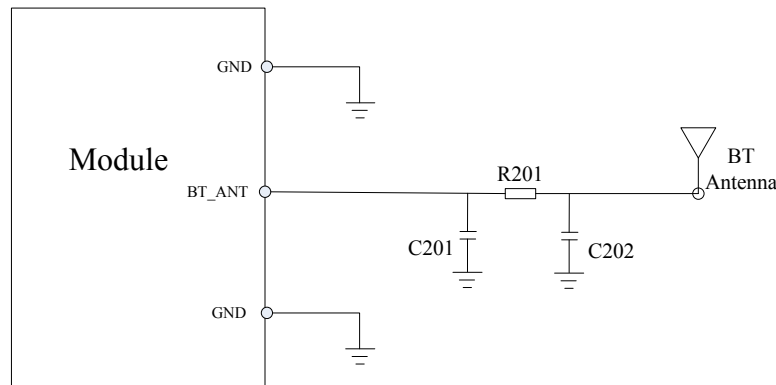 GND
Module
BT_ANT
R201
BT
Antenna
C201
C202
GND